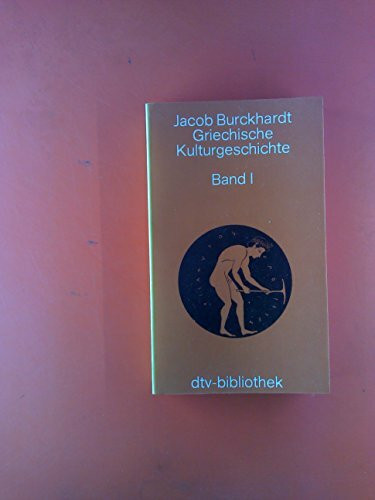 Jacob Burckhardt
Griechische
Kulturgeschichte
Band I
dtv-bibliothek